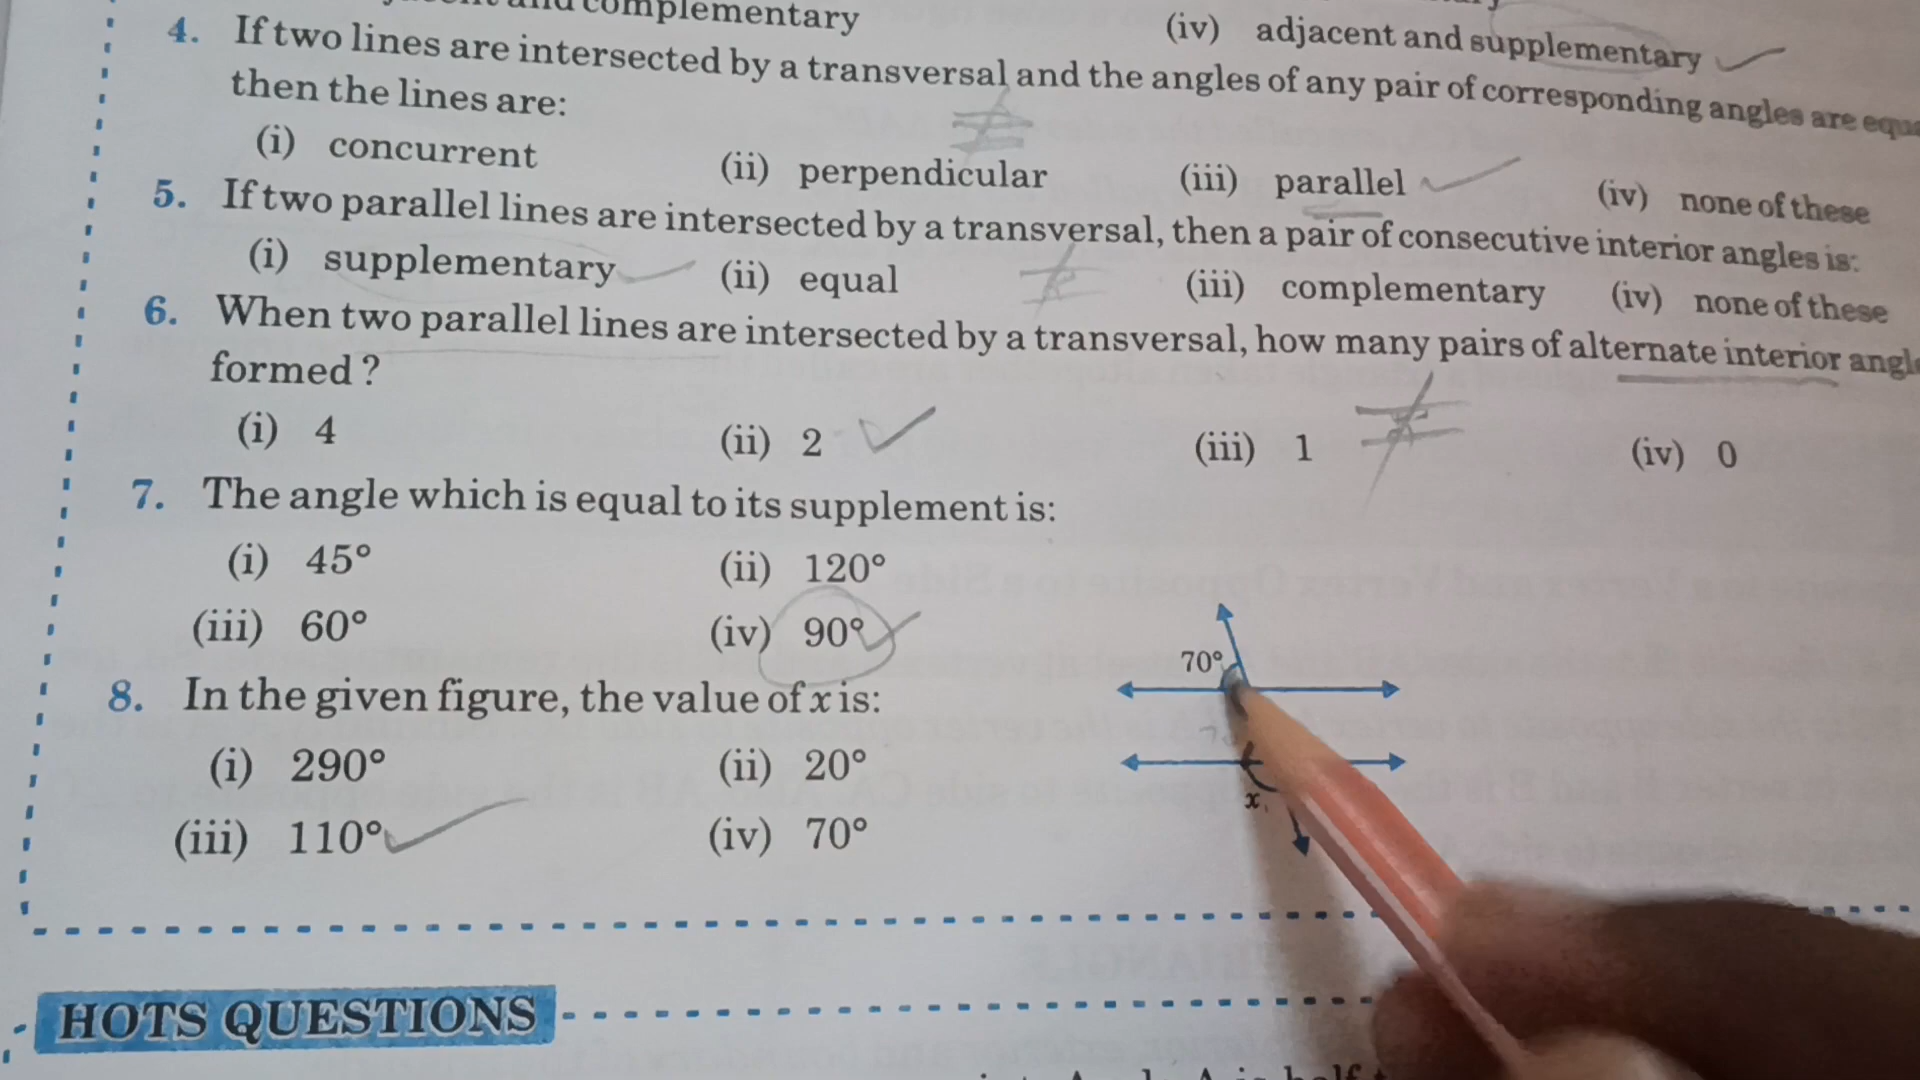 complementary
(iv) adjacent and supplementary
4. If two lines are intersected by a transversal and the angles of any pair of corresponding angles are
then the lines are:
(i) concurrent (ii) perpendicular (iii) parallel (iv) none of these
5. If two parallel lines are intersected by a transversal, then a pair of consecutive interior angles is:
(i) supplementary (ii) equal (iii) complementary (iv) none of these
6. When two parallel lines are intersected by a transversal, how many pairs of alternate interior
formed ?
(i) 4 (ii) 2 (iii) 1 (iv) 0
7. The angle which is equal to its supplement is:
(i) 45° (ii) 120°
(iii) 60° (iv) 90°
8. In the given figure, the value of x is:
(i) 290° (ii) 20°
(iii) 110° (iv) 70°
70°
x
HOTS QUESTIONS